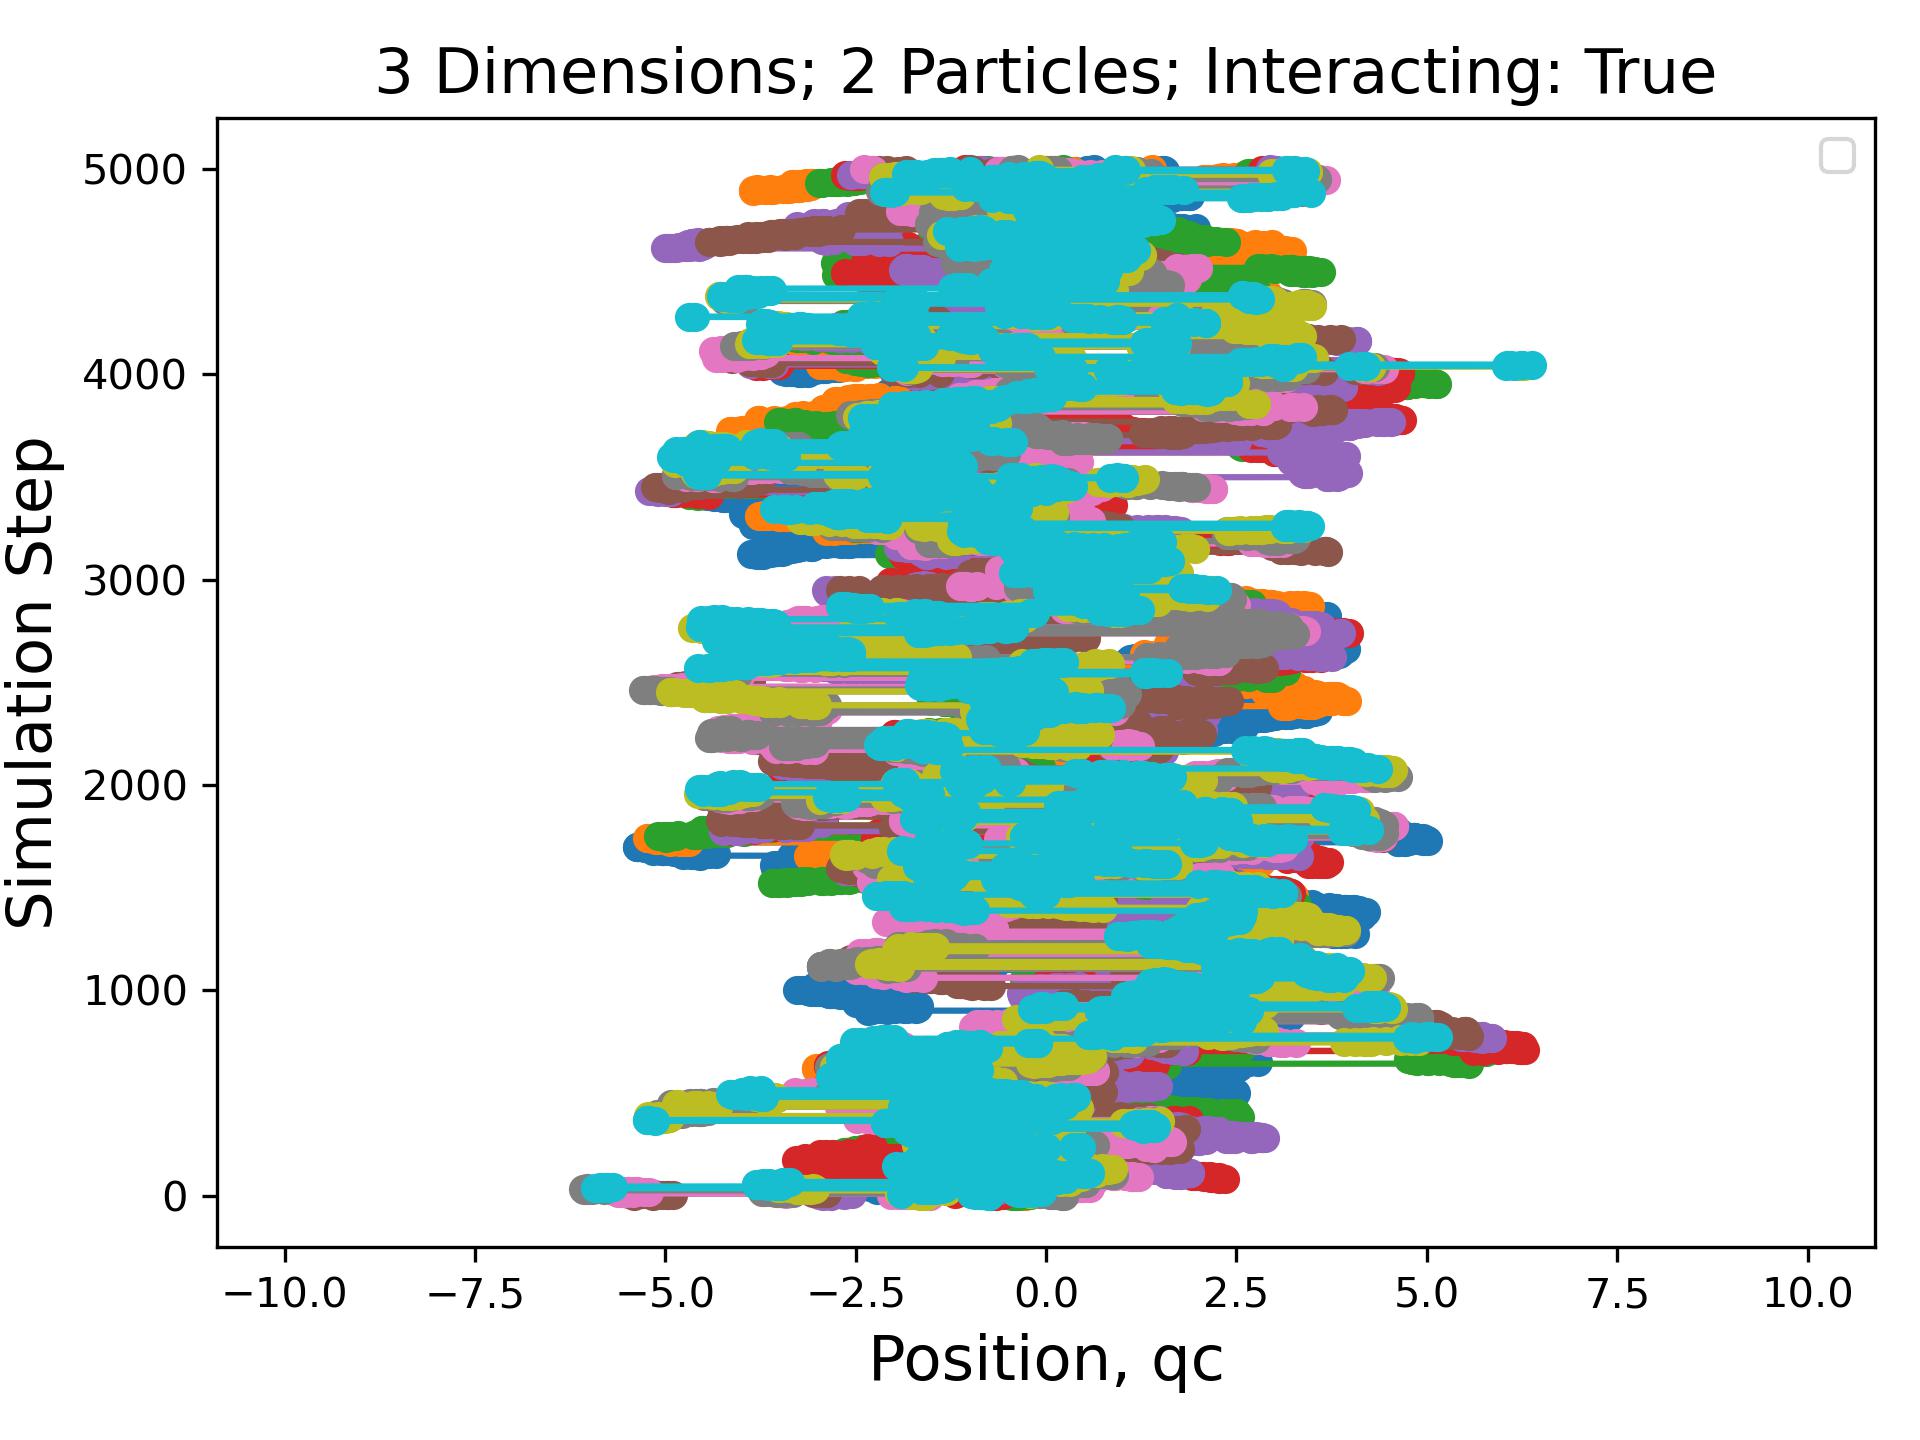 3 Dimensions; 2 Particles; Interacting: True
5000
4000
3000
2000
1000
0
Simulation Step
−10.0 −7.5 −5.0 −2.5 0.0 2.5 5.0 7.5 10.0
Position, qc